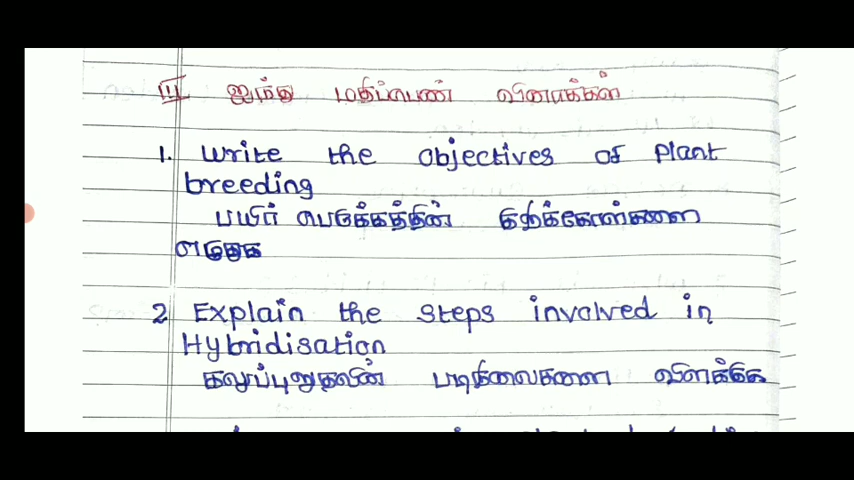 III ஐந்து மதிப்பெண் வினாக்கள்
1. Write the objectives of plant
breeding
பயிர் பெருக்கத்தின் குறிக்கோள்களை
எழுதுக
2 Explain the steps involved in
Hybridisation
கலப்புறுதலின் படிநிலைகளை விளக்குக